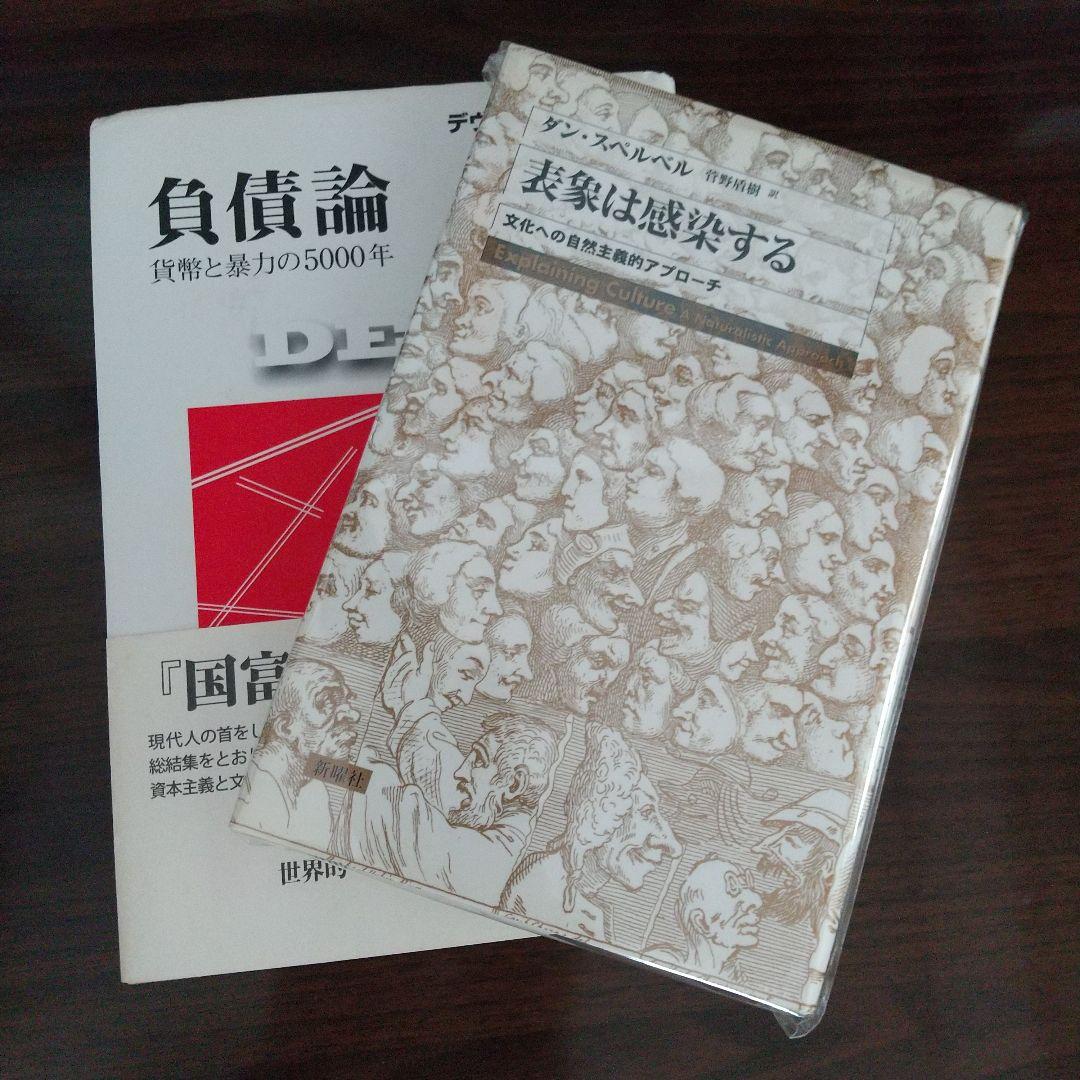 デヴ
負債論
貨幣と暴力の5000年
DE
『国富
現代人の首をし
総結集をとお
資本主義と文
世界的
ダン・スペルベル
菅野盾樹 訳
表象は感染する
文化への自然主義的アプローチ
Explaining Culture A Naturalistic Approach
新曜社